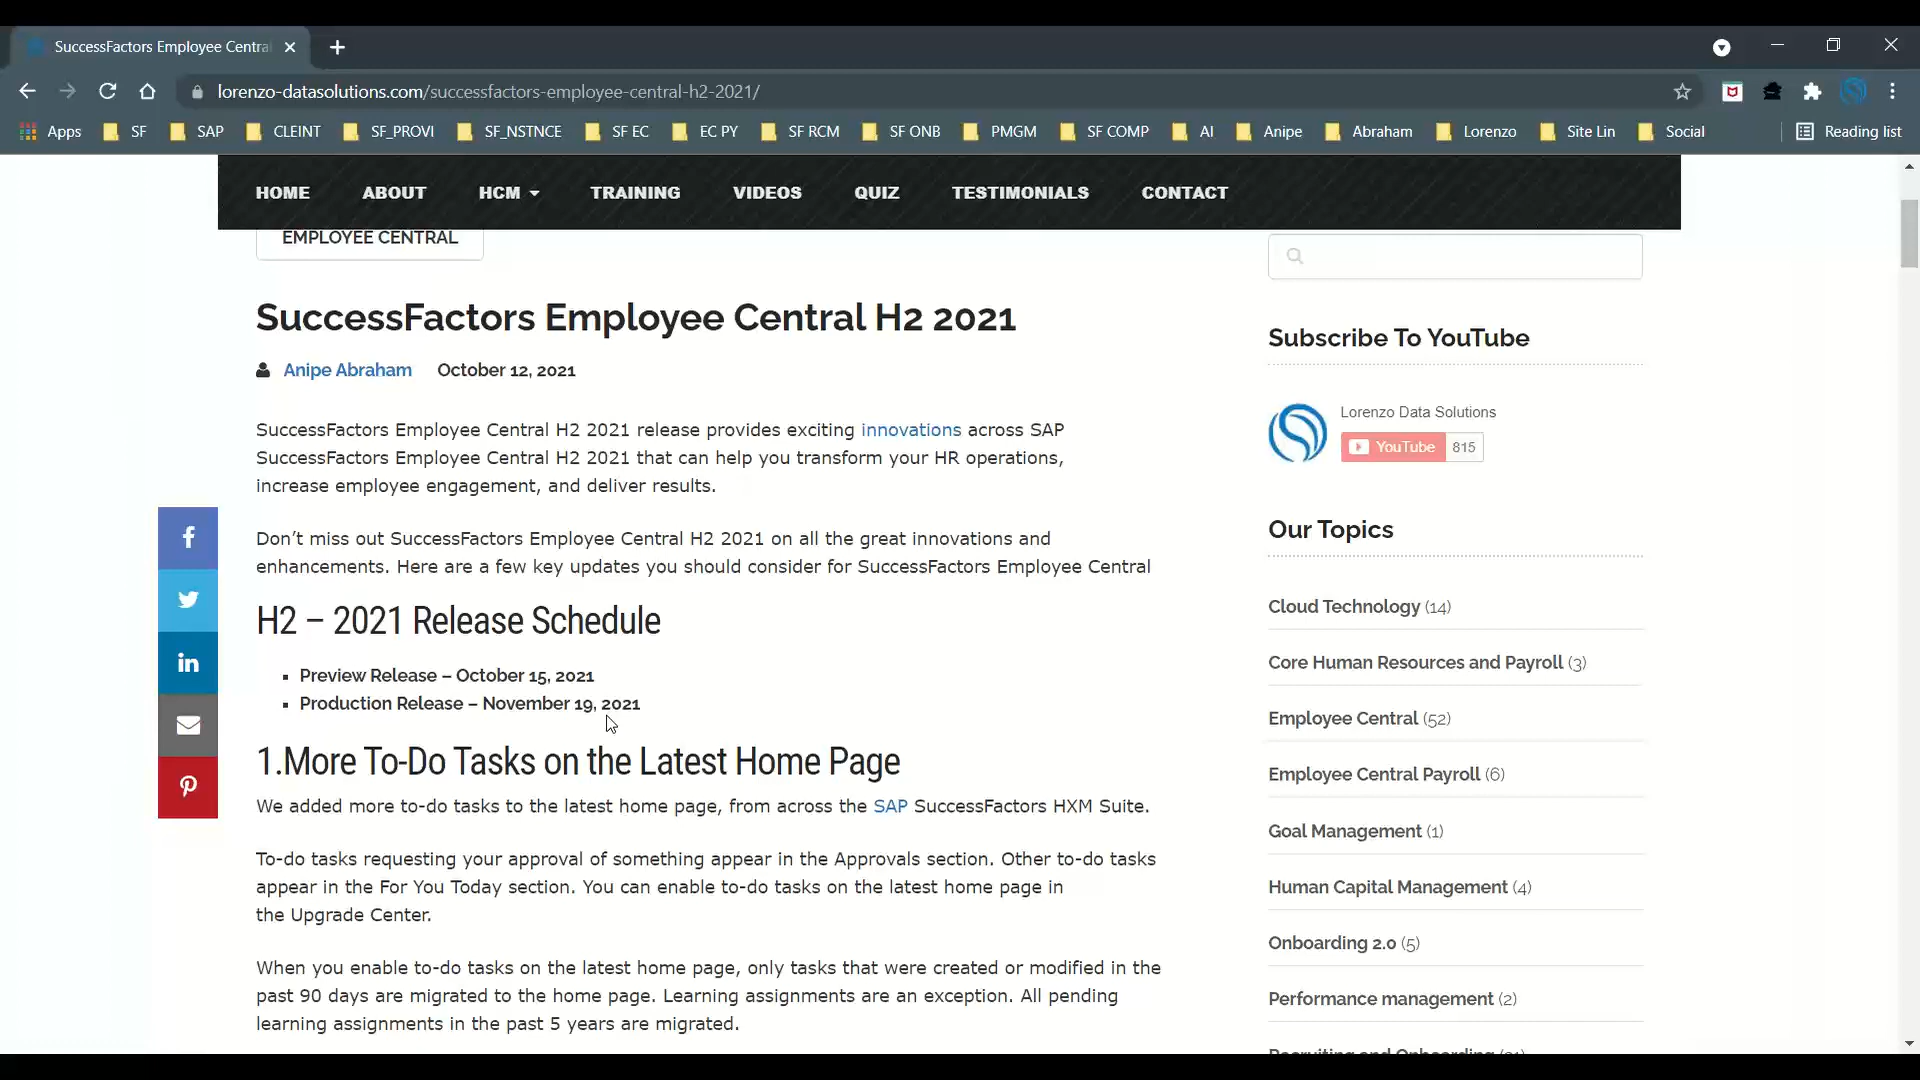 SuccessFactors Employee Centra
lorenzo-datasolutions.com/successfactors-employee-central-h2-2021/
Apps SF SAP CLEINT SF_PROVI SF_NSTNCE SF EC EC PY SF RCM SF ONB PMGM SF COMP AI Anipe Abraham Lorenzo Site Lin Social Reading list
HOME ABOUT HCM TRAINING VIDEOS QUIZ TESTIMONIALS CONTACT
EMPLOYEE CENTRAL
SuccessFactors Employee Central H2 2021
Anipe Abraham October 12, 2021
SuccessFactors Employee Central H2 2021 release provides exciting innovations across SAP
SuccessFactors Employee Central H2 2021 that can help you transform your HR operations,
increase employee engagement, and deliver results.
Don’t miss out SuccessFactors Employee Central H2 2021 on all the great innovations and
enhancements. Here are a few key updates you should consider for SuccessFactors Employee Central
H2 – 2021 Release Schedule
Preview Release – October 15, 2021
Production Release – November 19, 2021
1.More To-Do Tasks on the Latest Home Page
We added more to-do tasks to the latest home page, from across the SAP SuccessFactors HXM Suite.
To-do tasks requesting your approval of something appear in the Approvals section. Other to-do tasks
appear in the For You Today section. You can enable to-do tasks on the latest home page in
the Upgrade Center.
When you enable to-do tasks on the latest home page, only tasks that were created or modified in the
past 90 days are migrated to the home page. Learning assignments are an exception. All pending
learning assignments in the past 5 years are migrated.
Subscribe To YouTube
Lorenzo Data Solutions
YouTube 815
Our Topics
Cloud Technology (14)
Core Human Resources and Payroll (3)
Employee Central (52)
Employee Central Payroll (6)
Goal Management (1)
Human Capital Management (4)
Onboarding 2.0 (5)
Performance management (2)
Recruiting and Onboarding